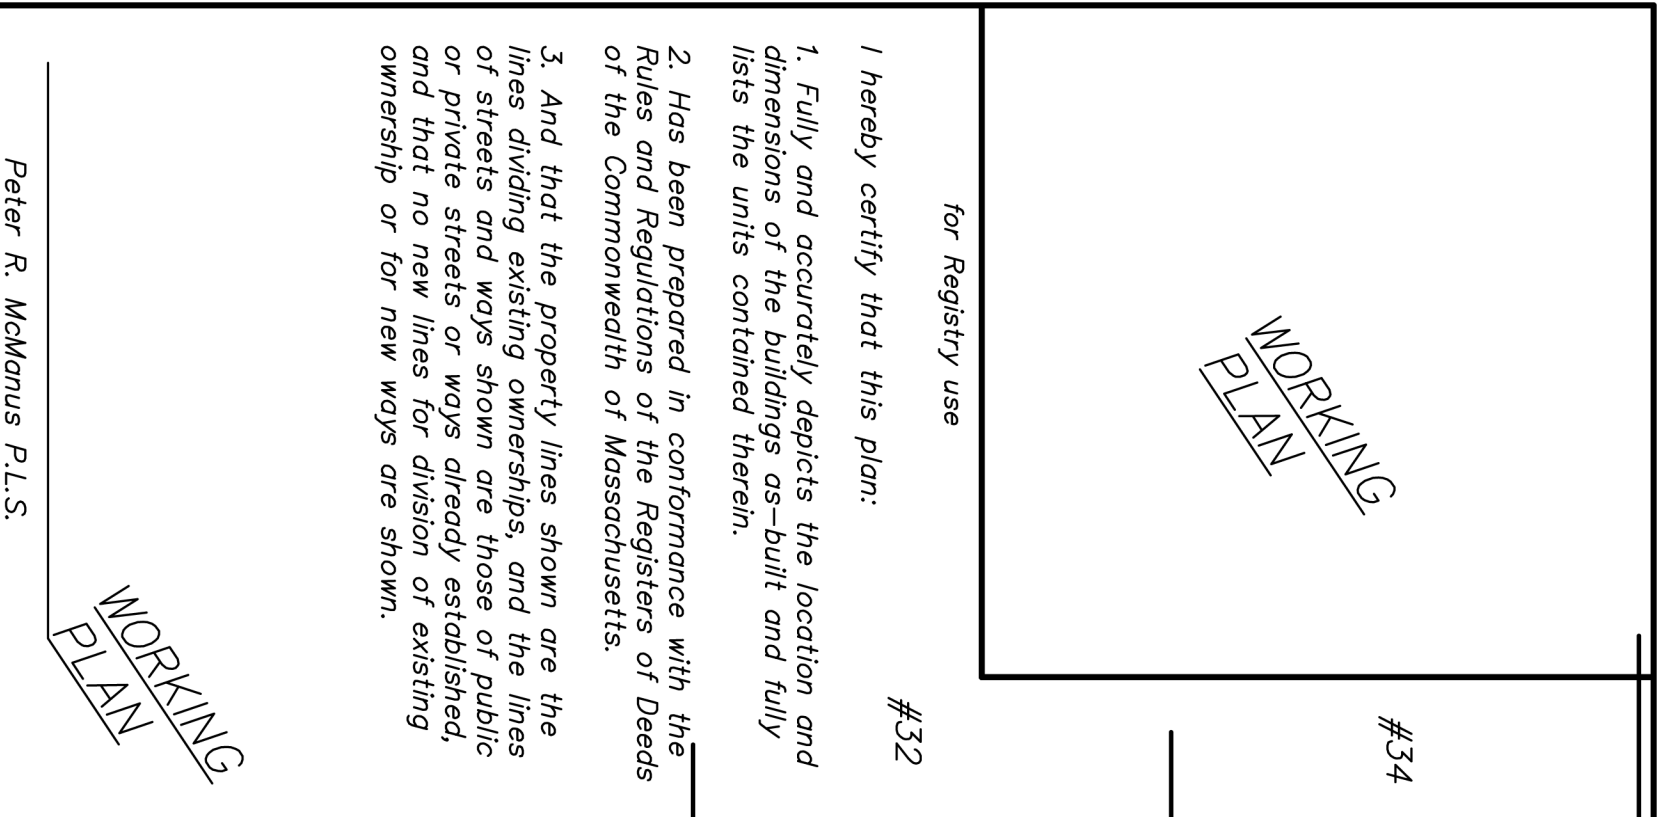 WORKING
PLAN
for Registry use
I hereby certify that this plan:
1. Fully and accurately depicts the location and
dimensions of the buildings as-built and fully
lists the units contained therein.
2. Has been prepared in conformance with the
Rules and Regulations of the Registers of Deeds
of the Commonwealth of Massachusetts.
3. And that the property lines shown are the
lines dividing existing ownerships, and the lines
of streets and ways shown are those of public
or private streets or ways already established,
and that no new lines for division of existing
ownership or for new ways are shown.
WORKING
PLAN
Peter R. McManus P.L.S.
#34
#32